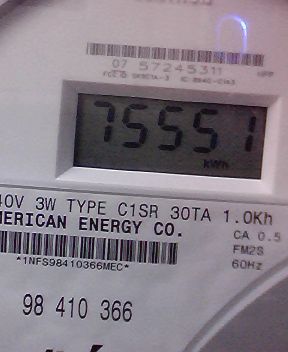 07 57245311
75551
kWh
40V 3W TYPE C1SR 30TA 1.0Kh
MERICAN ENERGY CO.
CA 0.5
*1NFS98410366MEC*
FM2S
60Hz
98 410 366